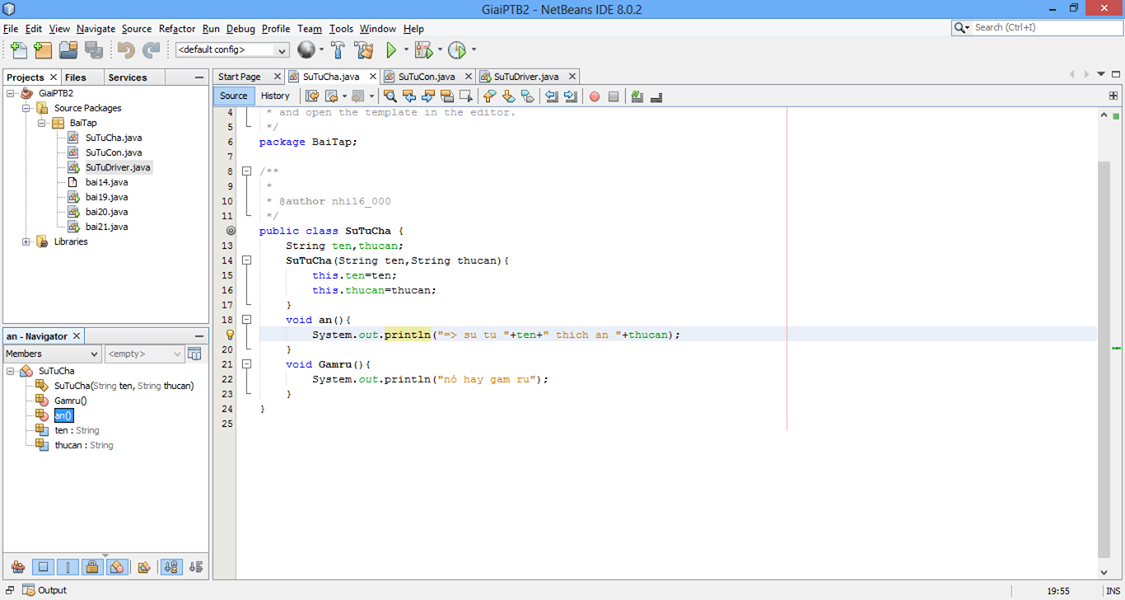 GiaiPTB2 - NetBeans IDE 8.0.2
File Edit View Navigate Source Refactor Run Debug Profile Team Tools Window Help
Search (Ctrl+I)
<default config>
Projects Files Services
Start Page SuTuCha.java SuTuCon.java SuTuDriver.java
Source History
GiaiPTB2
Source Packages
BaiTap
SuTuCha.java
SuTuCon.java
SuTuDriver.java
bai14.java
bai19.java
bai20.java
bai21.java
Libraries
4 * and open the template in the editor.
5 */
6 package BaiTap;
7
8 /**
9 *
10 * @author nhi16_000
11 */
public class SuTuCha {
13 String ten,thucan;
14 SuTuCha(String ten,String thucan){
15 this.ten=ten;
16 this.thucan=thucan;
17 }
18 void an(){
System.out.println("=> su tu "+ten+" thich an "+thucan);
20 }
21 void Gamru(){
22 System.out.println("nó hay gam ru");
23 }
24 }
25
an - Navigator
Members <empty>
SuTuCha
SuTuCha(String ten, String thucan)
Gamru()
an()
ten : String
thucan : String
Output
19:55 INS